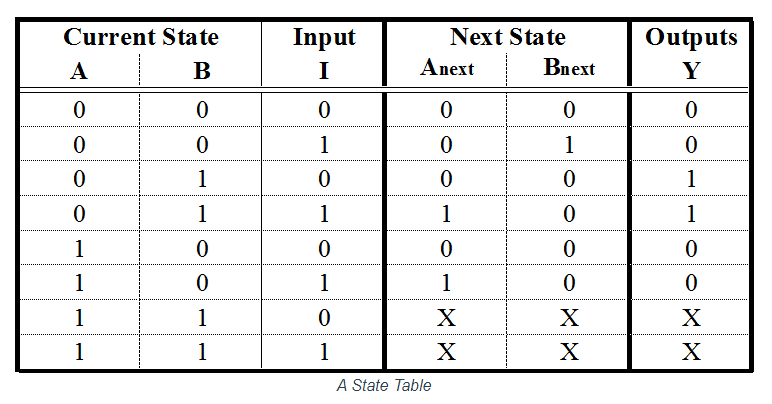 Current State Input Next State Outputs
A B I Anext Bnext Y
0 0 0 0 0 0
0 0 1 0 1 0
0 1 0 0 0 1
0 1 1 1 0 1
1 0 0 0 0 0
1 0 1 1 0 0
1 1 0 X X X
1 1 1 X X X
A State Table